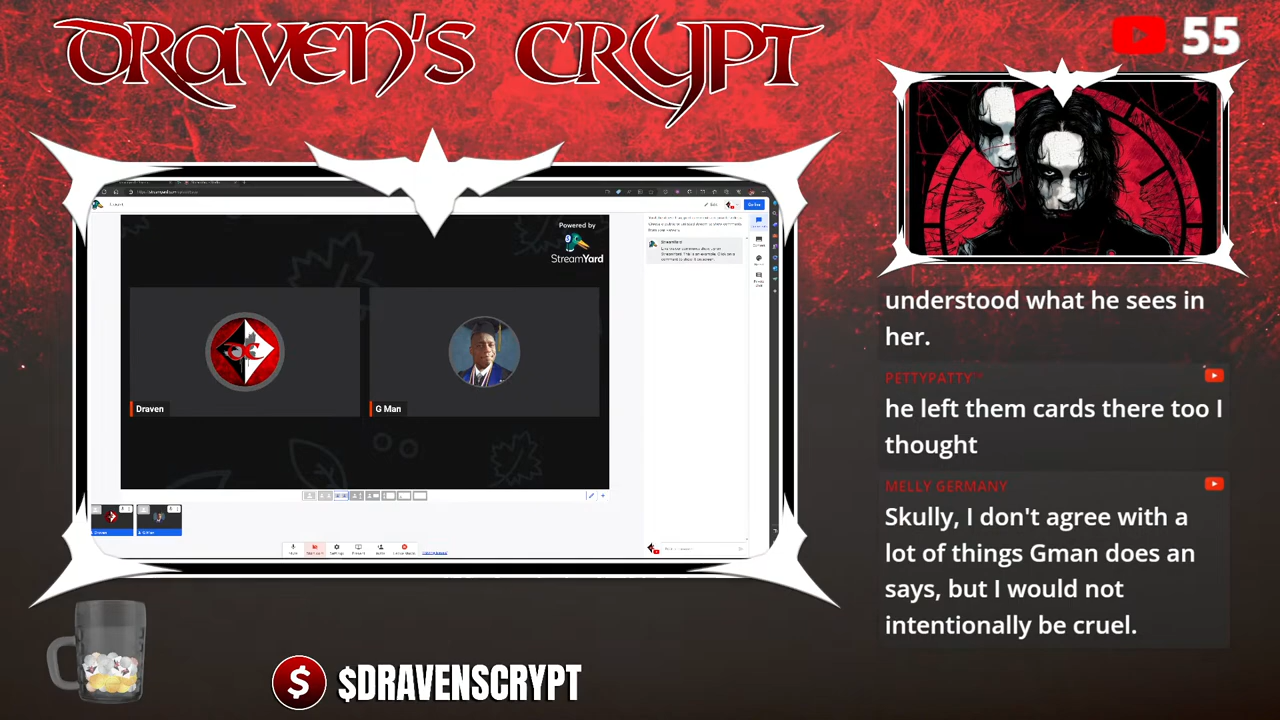 DRAVEN'S CRYPT
55
Powered by
StreamYard
Draven
G Man
understood what he sees in
her.
PETTYPATTY
he left them cards there too I
thought
MELLY GERMANY
Skully, I don't agree with a
lot of things Gman does an
says, but I would not
intentionally be cruel.
$
$DRAVENSCRYPT